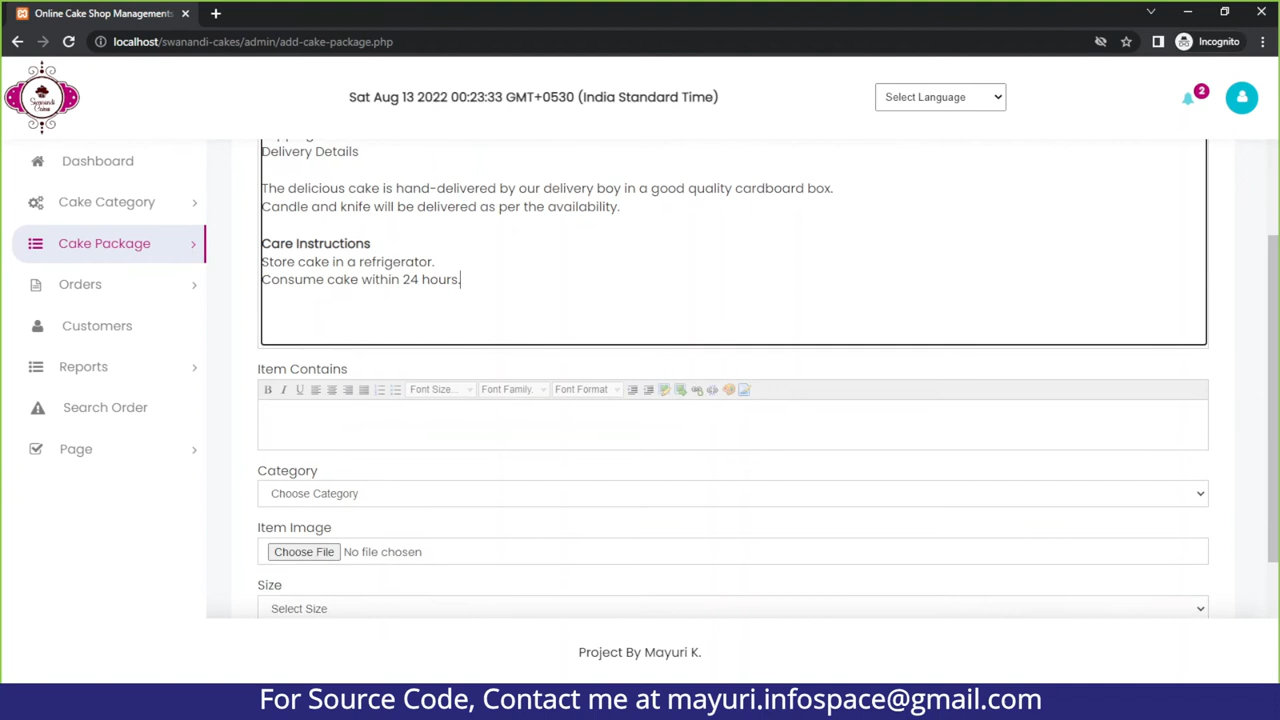 Online Cake Shop Managements
localhost/swanandi-cakes/admin/add-cake-package.php
Incognito
Swanandi
Sat Aug 13 2022 00:23:33 GMT+0530 (India Standard Time)
Select Language
2
Dashboard
Cake Category
Cake Package
Orders
Customers
Reports
Search Order
Page
Delivery Details
The delicious cake is hand-delivered by our delivery boy in a good quality cardboard box.
Candle and knife will be delivered as per the availability.
Care Instructions
Store cake in a refrigerator.
Consume cake within 24 hours.
Item Contains
B I U Font Size... Font Family. Font Format
Category
Choose Category
Item Image
Choose File No file chosen
Size
Select Size
Project By Mayuri K.
For Source Code, Contact me at mayuri.infospace@gmail.com